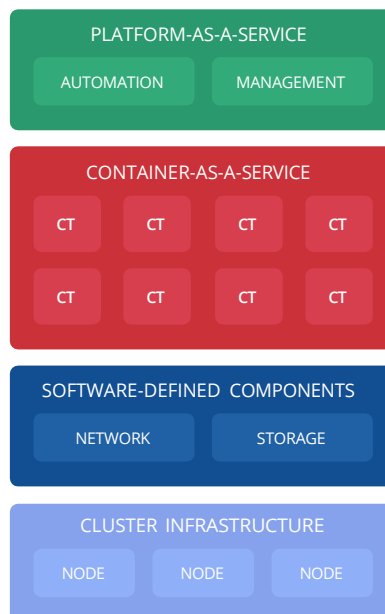 PLATFORM-AS-A-SERVICE
AUTOMATION MANAGEMENT
CONTAINER-AS-A-SERVICE
CT CT CT CT
CT CT CT CT
SOFTWARE-DEFINED COMPONENTS
NETWORK STORAGE
CLUSTER INFRASTRUCTURE
NODE NODE NODE